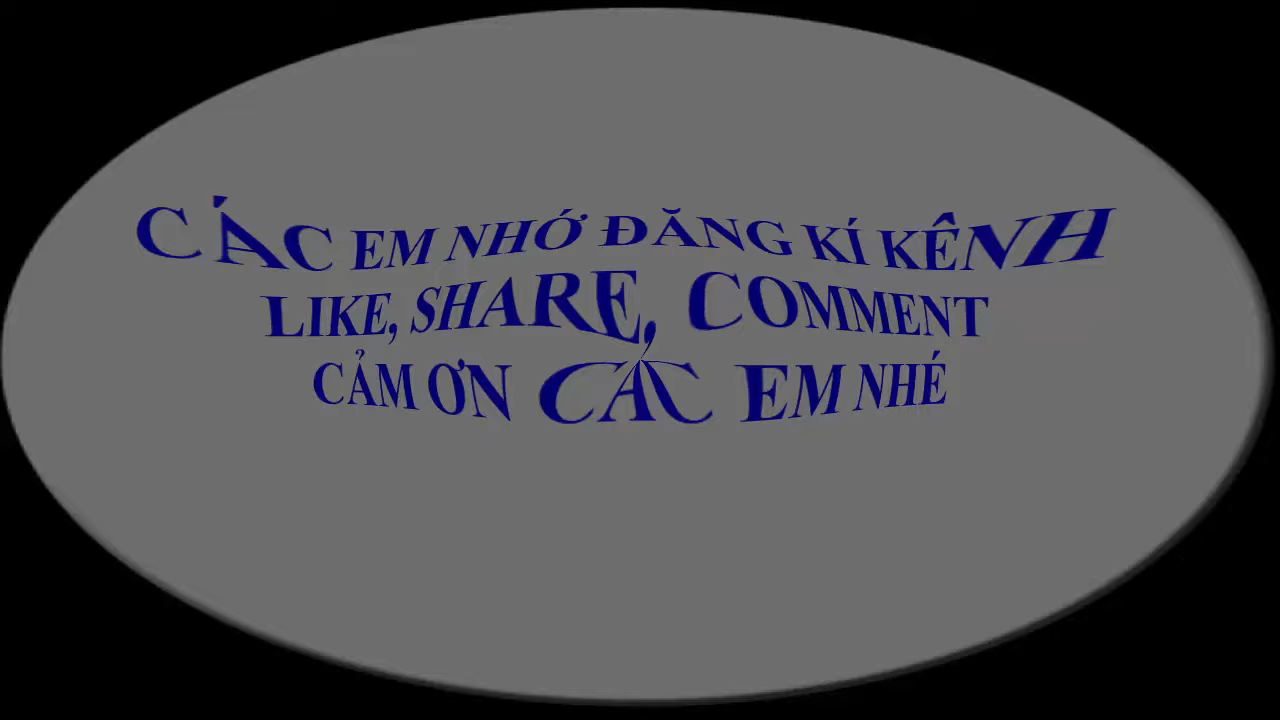 CÁC EM NHỚ ĐĂNG KÍ KÊNH
LIKE, SHARE, COMMENT
CẢM ƠN CÁC EM NHÉ